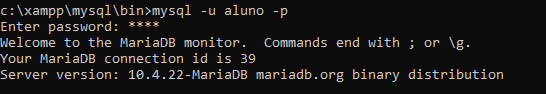 c:\xampp\mysql\bin>mysql -u aluno -p
Enter password: ****
Welcome to the MariaDB monitor.  Commands end with ; or \g.
Your MariaDB connection id is 39
Server version: 10.4.22-MariaDB mariadb.org binary distribution